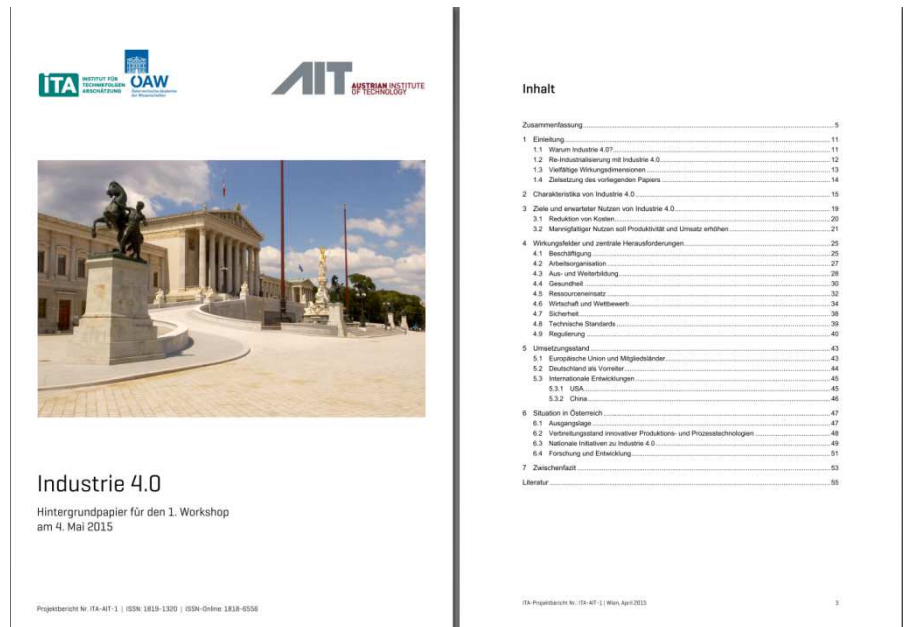 iTA
INSTITUT FÜR
TECHNIKFOLGEN
ABSCHÄTZUNG
ÖAW
Österreichische Akademie
der Wissenschaften
AIT
AUSTRIAN INSTITUTE
OF TECHNOLOGY
Industrie 4.0
Hintergrundpapier für den 1. Workshop
am 4. Mai 2015
Projektbericht Nr. ITA-AIT-1 | ISSN: 1819-1320 | ISSN-Online: 1818-6556
Inhalt
Zusammenfassung 5
1 Einleitung 11
1.1 Warum Industrie 4.0? 11
1.2 Re-Industrialisierung mit Industrie 4.0 12
1.3 Vielfältige Wirkungsdimensionen 13
1.4 Zielsetzung des vorliegenden Papiers 14
2 Charakteristika von Industrie 4.0 15
3 Ziele und erwarteter Nutzen von Industrie 4.0 19
3.1 Reduktion von Kosten 20
3.2 Mannigfaltiger Nutzen soll Produktivität und Umsatz erhöhen 21
4 Wirkungsfelder und zentrale Herausforderungen 25
4.1 Beschäftigung 25
4.2 Arbeitsorganisation 27
4.3 Aus- und Weiterbildung 28
4.4 Gesundheit 30
4.5 Ressourceneinsatz 32
4.6 Wirtschaft und Wettbewerb 34
4.7 Sicherheit 38
4.8 Technische Standards 39
4.9 Regulierung 40
5 Umsetzungsstand 43
5.1 Europäische Union und Mitgliedsländer 43
5.2 Deutschland als Vorreiter 44
5.3 Internationale Entwicklungen 45
5.3.1 USA 45
5.3.2 China 46
6 Situation in Österreich 47
6.1 Ausgangslage 47
6.2 Verbreitungsstand innovativer Produktions- und Prozesstechnologien 48
6.3 Nationale Initiativen zu Industrie 4.0 49
6.4 Forschung und Entwicklung 51
7 Zwischenfazit 53
Literatur 55
ITA-Projektbericht Nr.: ITA-AIT-1 | Wien, April 2015 3